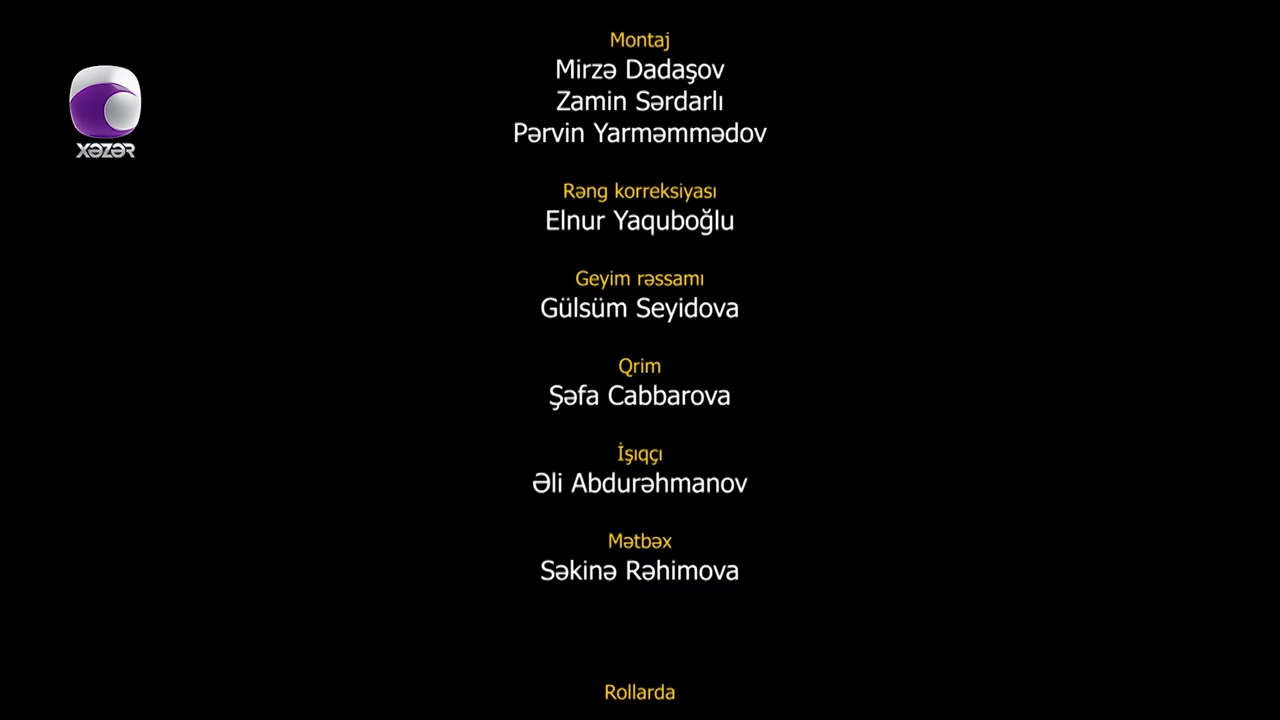 Montaj
Mirzə Dadaşov
Zamin Sərdarlı
Pərvin Yarməmmədov
XƏZƏR
Rəng korreksiyası
Elnur Yaquboğlu
Geyim rəssamı
Gülsüm Seyidova
Qrim
Şəfa Cabbarova
İşıqçı
Əli Abdurəhmanov
Mətbəx
Səkinə Rəhimova
Rollarda